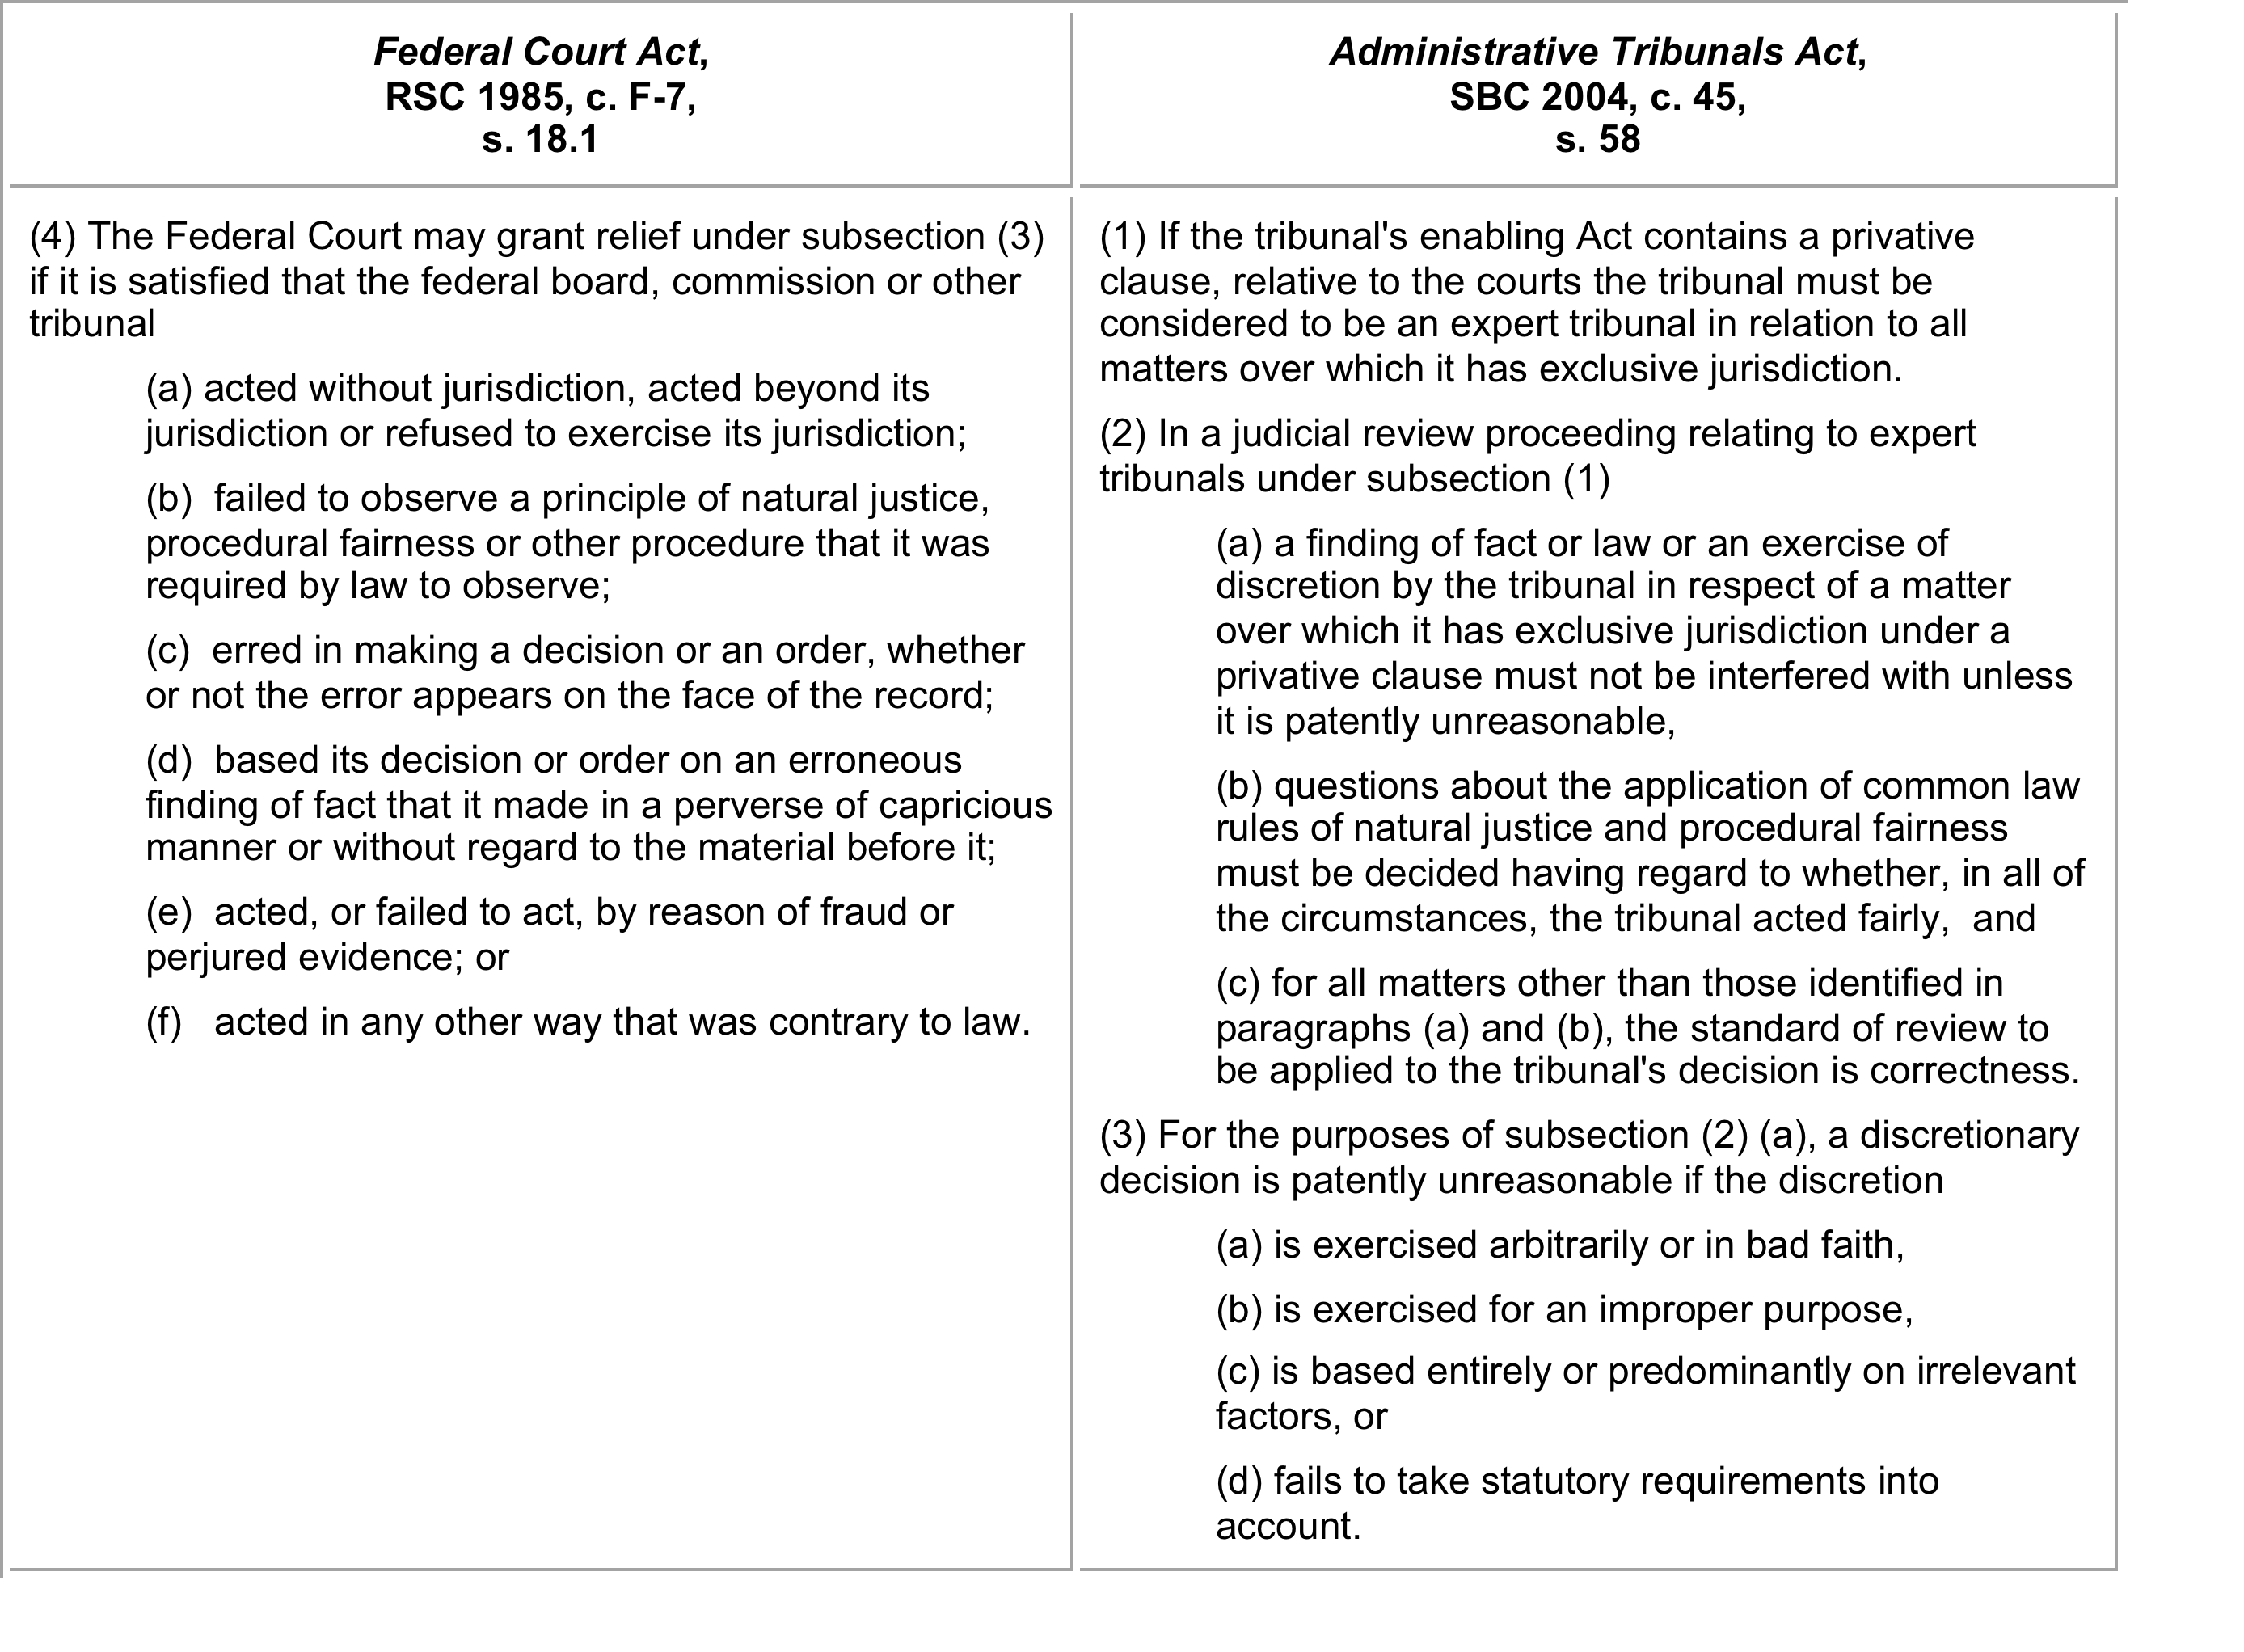 Federal Court Act,
RSC 1985, c. F-7,
s. 18.1
(4) The Federal Court may grant relief under subsection (3)
if it is satisfied that the federal board, commission or other
tribunal
(a) acted without jurisdiction, acted beyond its
jurisdiction or refused to exercise its jurisdiction;
(b) failed to observe a principle of natural justice,
procedural fairness or other procedure that it was
required by law to observe;
(c) erred in making a decision or an order, whether
or not the error appears on the face of the record;
(d) based its decision or order on an erroneous
finding of fact that it made in a perverse of capricious
manner or without regard to the material before it;
(e) acted, or failed to act, by reason of fraud or
perjured evidence; or
(f) acted in any other way that was contrary to law.
Administrative Tribunals Act,
SBC 2004, c. 45,
s. 58
(1) If the tribunal's enabling Act contains a privative
clause, relative to the courts the tribunal must be
considered to be an expert tribunal in relation to all
matters over which it has exclusive jurisdiction.
(2) In a judicial review proceeding relating to expert
tribunals under subsection (1)
(a) a finding of fact or law or an exercise of
discretion by the tribunal in respect of a matter
over which it has exclusive jurisdiction under a
privative clause must not be interfered with unless
it is patently unreasonable,
(b) questions about the application of common law
rules of natural justice and procedural fairness
must be decided having regard to whether, in all of
the circumstances, the tribunal acted fairly, and
(c) for all matters other than those identified in
paragraphs (a) and (b), the standard of review to
be applied to the tribunal's decision is correctness.
(3) For the purposes of subsection (2) (a), a discretionary
decision is patently unreasonable if the discretion
(a) is exercised arbitrarily or in bad faith,
(b) is exercised for an improper purpose,
(c) is based entirely or predominantly on irrelevant
factors, or
(d) fails to take statutory requirements into
account.